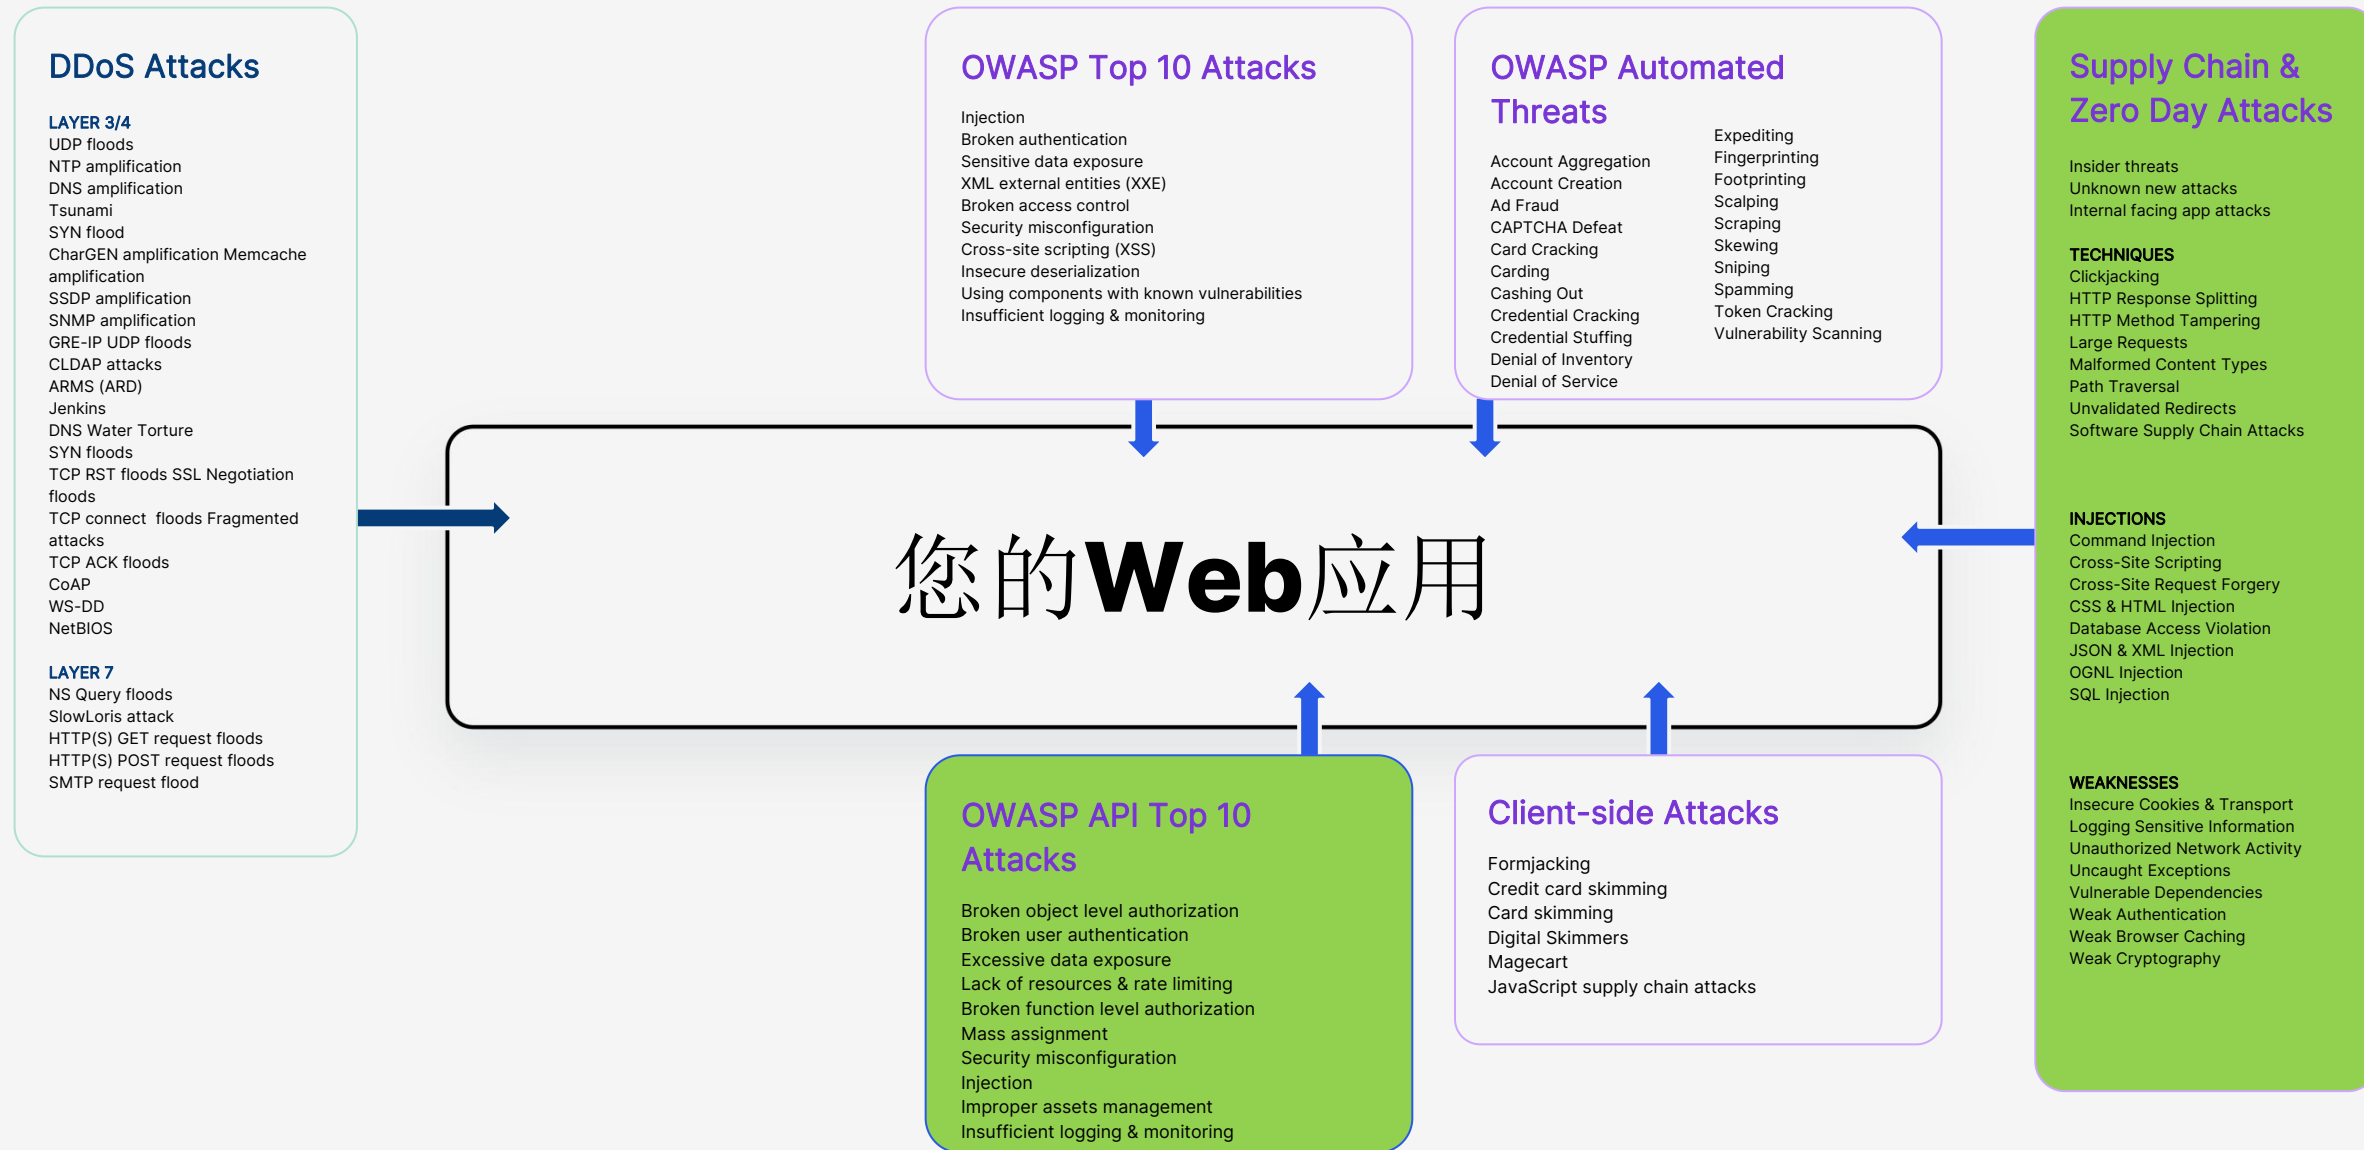 DDoS Attacks
LAYER 3/4
UDP floods
NTP amplification
DNS amplification
Tsunami
SYN flood
CharGEN amplification Memcache
amplification
SSDP amplification
SNMP amplification
GRE-IP UDP floods
CLDAP attacks
ARMS (ARD)
Jenkins
DNS Water Torture
SYN floods
TCP RST floods SSL Negotiation
floods
TCP connect  floods Fragmented
attacks
TCP ACK floods
CoAP
WS-DD
NetBIOS
LAYER 7
NS Query floods
SlowLoris attack
HTTP(S) GET request floods
HTTP(S) POST request floods
SMTP request flood
OWASP Top 10 Attacks
Injection
Broken authentication
Sensitive data exposure
XML external entities (XXE)
Broken access control
Security misconfiguration
Cross-site scripting (XSS)
Insecure deserialization
Using components with known vulnerabilities
Insufficient logging & monitoring
OWASP Automated
Threats
Account Aggregation
Account Creation
Ad Fraud
CAPTCHA Defeat
Card Cracking
Carding
Cashing Out
Credential Cracking
Credential Stuffing
Denial of Inventory
Denial of Service
Expediting
Fingerprinting
Footprinting
Scalping
Scraping
Skewing
Sniping
Spamming
Token Cracking
Vulnerability Scanning
您的Web应用
OWASP API Top 10
Attacks
Broken object level authorization
Broken user authentication
Excessive data exposure
Lack of resources & rate limiting
Broken function level authorization
Mass assignment
Security misconfiguration
Injection
Improper assets management
Insufficient logging & monitoring
Client-side Attacks
Formjacking
Credit card skimming
Card skimming
Digital Skimmers
Magecart
JavaScript supply chain attacks
Supply Chain &
Zero Day Attacks
Insider threats
Unknown new attacks
Internal facing app attacks
TECHNIQUES
Clickjacking
HTTP Response Splitting
HTTP Method Tampering
Large Requests
Malformed Content Types
Path Traversal
Unvalidated Redirects
Software Supply Chain Attacks
INJECTIONS
Command Injection
Cross-Site Scripting
Cross-Site Request Forgery
CSS & HTML Injection
Database Access Violation
JSON & XML Injection
OGNL Injection
SQL Injection
WEAKNESSES
Insecure Cookies & Transport
Logging Sensitive Information
Unauthorized Network Activity
Uncaught Exceptions
Vulnerable Dependencies
Weak Authentication
Weak Browser Caching
Weak Cryptography